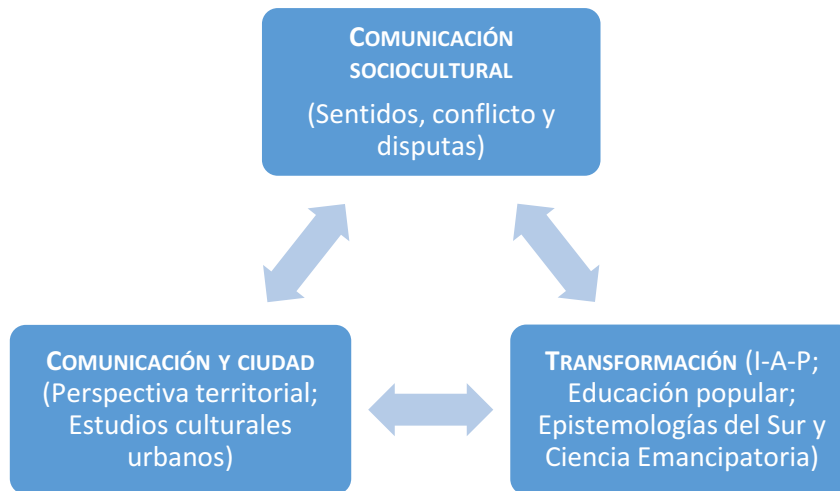 COMUNICACIÓN
SOCIOCULTURAL
(Sentidos, conflicto y
disputas)
COMUNICACIÓN Y CIUDAD
(Perspectiva territorial;
Estudios culturales
urbanos)
TRANSFORMACIÓN (I-A-P;
Educación popular;
Epistemologías del Sur y
Ciencia Emancipatoria)